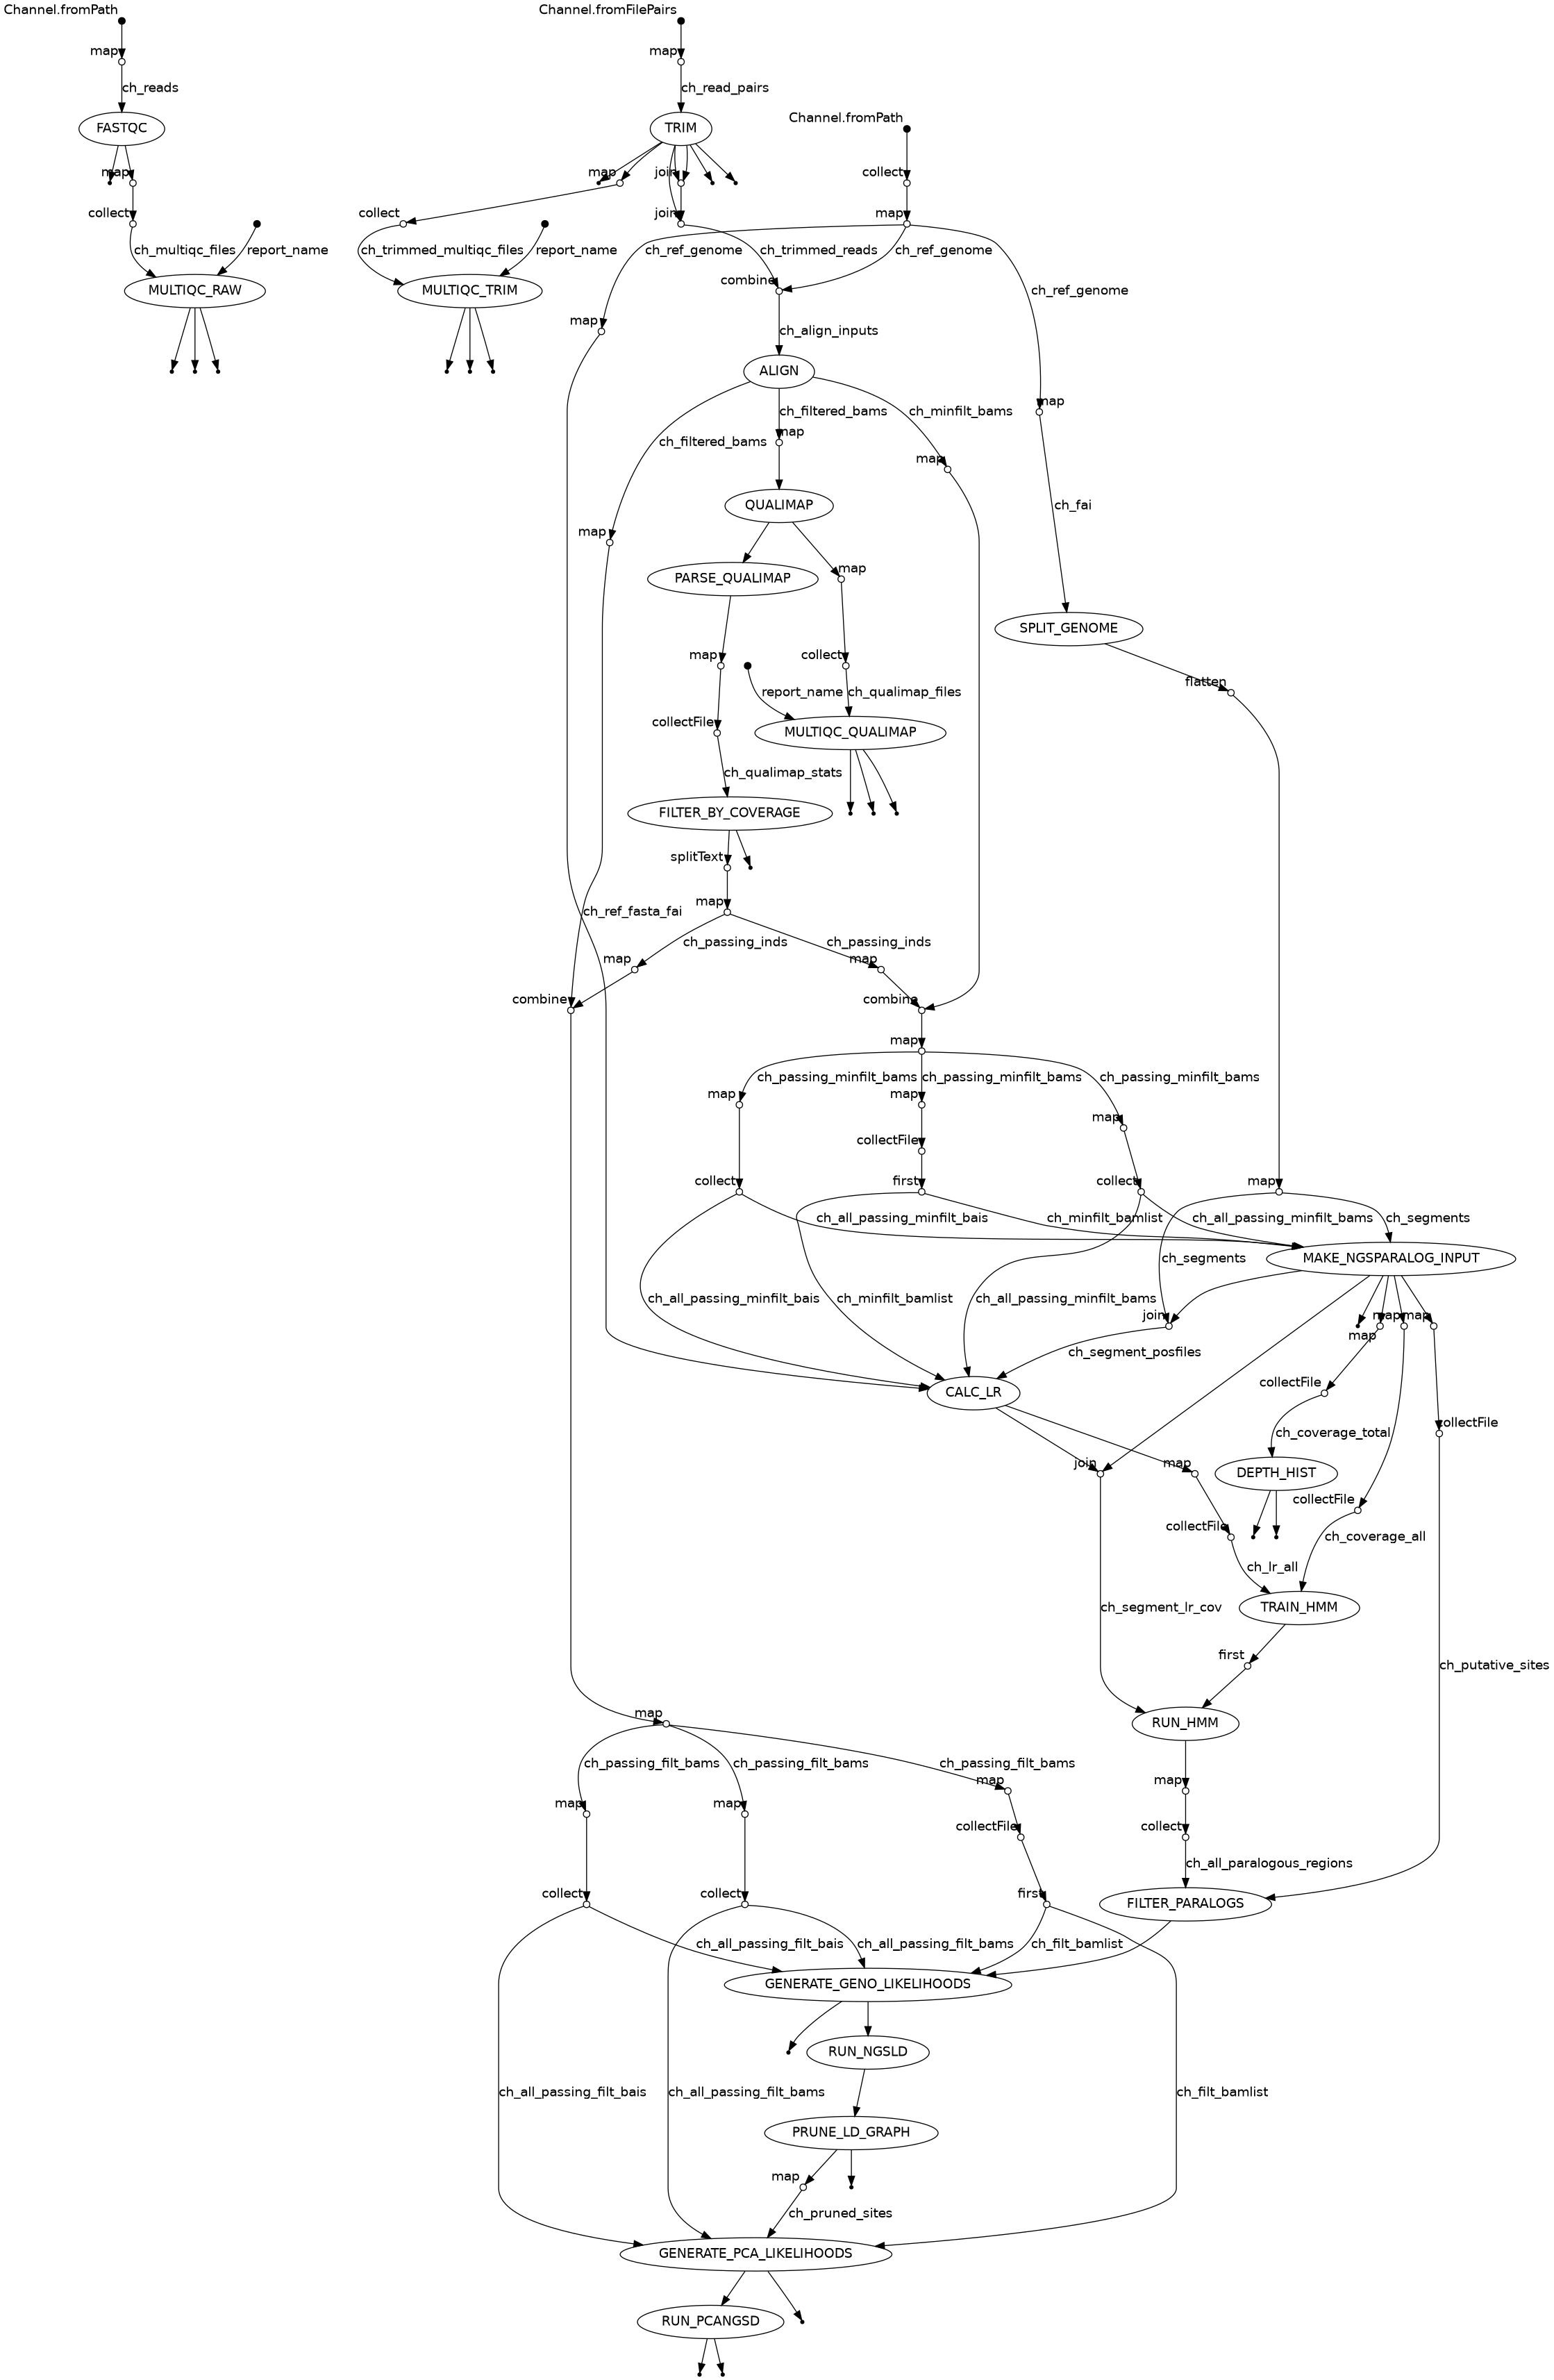 Channel.fromPath
Channel.fromFilePairs
map
map
ch_reads
ch_read_pairs
Channel.fromPath
FASTQC
TRIM
map
map
join
collect
collect
collect
join
map
ch_multiqc_files
report_name
ch_trimmed_multiqc_files
report_name
ch_ref_genome
ch_trimmed_reads
ch_ref_genome
combine
MULTIQC_RAW
MULTIQC_TRIM
ch_ref_genome
map
ch_align_inputs
ALIGN
map
ch_filtered_bams
ch_minfilt_bams
map
ch_filtered_bams
map
QUALIMAP
ch_fai
map
map
PARSE_QUALIMAP
SPLIT_GENOME
map
collect
flatten
report_name
ch_qualimap_files
collectFile
MULTIQC_QUALIMAP
ch_qualimap_stats
FILTER_BY_COVERAGE
splitText
map
ch_ref_fasta_fai
ch_passing_inds
ch_passing_inds
map
map
combine
combine
map
ch_passing_minfilt_bams
ch_passing_minfilt_bams
ch_passing_minfilt_bams
map
map
map
collectFile
collect
first
collect
map
ch_all_passing_minfilt_bais
ch_minfilt_bamlist
ch_all_passing_minfilt_bams
ch_segments
MAKE_NGSPARALOG_INPUT
ch_segments
ch_all_passing_minfilt_bais
ch_minfilt_bamlist
ch_all_passing_minfilt_bams
join
map
map
map
ch_segment_posfiles
collectFile
CALC_LR
collectFile
ch_coverage_total
join
map
DEPTH_HIST
collectFile
collectFile
ch_coverage_all
ch_lr_all
ch_segment_lr_cov
TRAIN_HMM
first
ch_putative_sites
map
RUN_HMM
ch_passing_filt_bams
ch_passing_filt_bams
ch_passing_filt_bams
map
map
map
map
collectFile
collect
ch_all_paralogous_regions
collect
collect
first
FILTER_PARALOGS
ch_all_passing_filt_bais
ch_all_passing_filt_bams
ch_filt_bamlist
GENERATE_GENO_LIKELIHOODS
RUN_NGSLD
ch_all_passing_filt_bais
ch_all_passing_filt_bams
ch_filt_bamlist
PRUNE_LD_GRAPH
map
ch_pruned_sites
GENERATE_PCA_LIKELIHOODS
RUN_PCANGSD